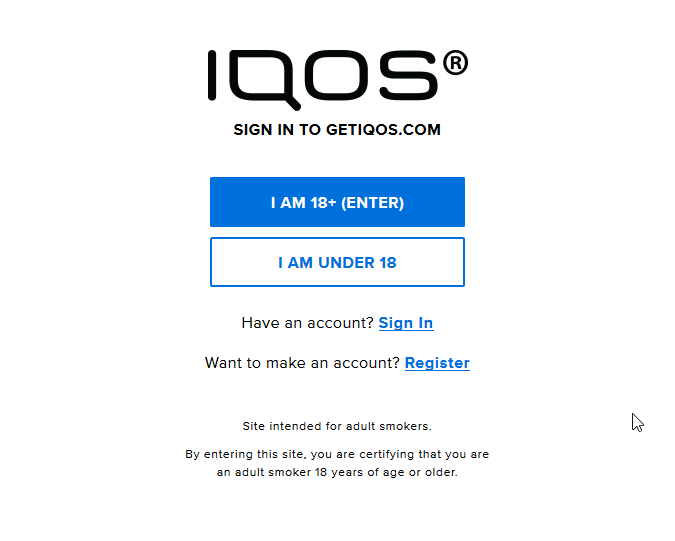 IQOS®
SIGN IN TO GETIQOS.COM
I AM 18+ (ENTER)
I AM UNDER 18
Have an account? Sign In
Want to make an account? Register
Site intended for adult smokers.
By entering this site, you are certifying that you are
an adult smoker 18 years of age or older.